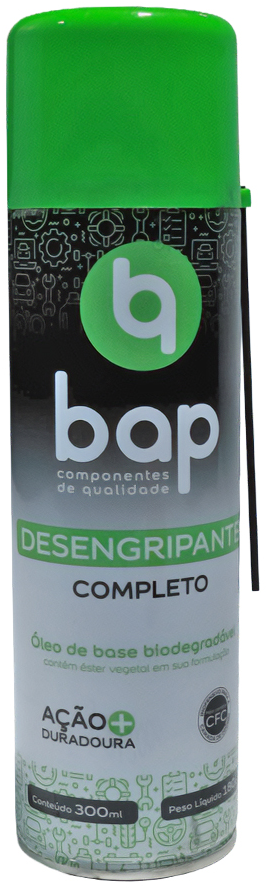 bap
componentes
de qualidade
DESENGRIPANTE
COMPLETO
Óleo de base biodegradável
contém éster vegetal em sua formulação
AÇÃO+
DURADOURA
CFC
Conteúdo 300ml
Peso Líquido